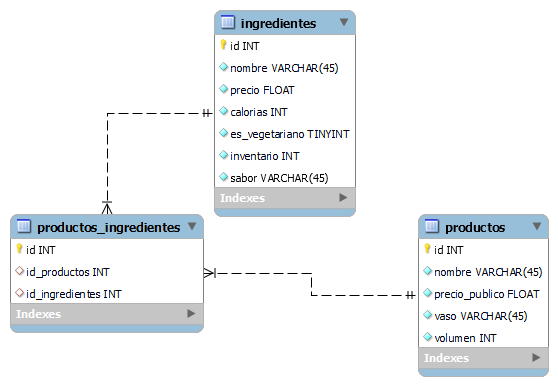 ingredientes
id INT
nombre VARCHAR(45)
precio FLOAT
calorias INT
es_vegetariano TINYINT
inventario INT
sabor VARCHAR(45)
Indexes
productos_ingredientes
id INT
id_productos INT
id_ingredientes INT
Indexes
productos
id INT
nombre VARCHAR(45)
precio_publico FLOAT
vaso VARCHAR(45)
volumen INT
Indexes